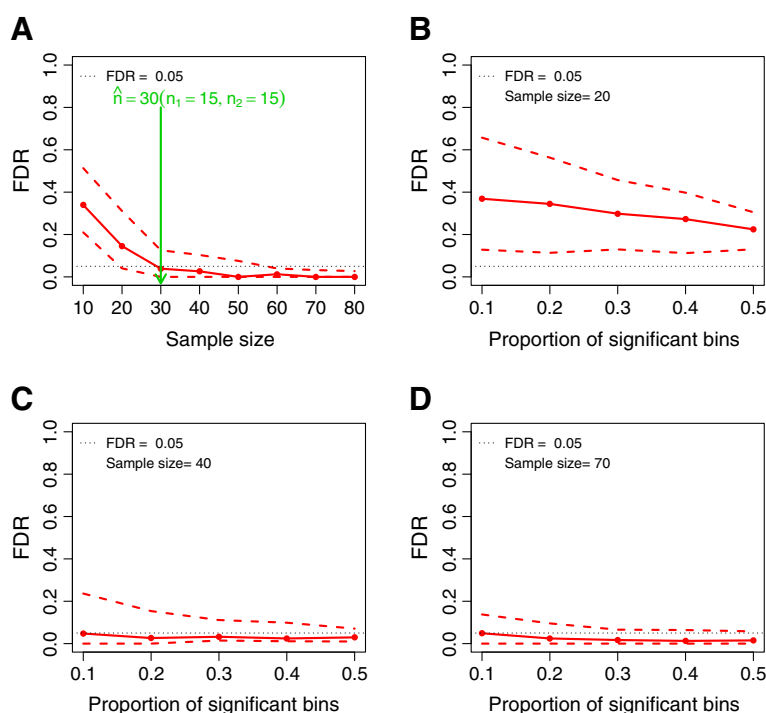 A
FDR = 0.05
n̂ = 30(n₁ = 15, n₂ = 15)
FDR
0.0 0.2 0.4 0.6 0.8 1.0
10 20 30 40 50 60 70 80
Sample size
B
FDR = 0.05
Sample size= 20
FDR
0.0 0.2 0.4 0.6 0.8 1.0
0.1 0.2 0.3 0.4 0.5
Proportion of significant bins
C
FDR = 0.05
Sample size= 40
FDR
0.0 0.2 0.4 0.6 0.8 1.0
0.1 0.2 0.3 0.4 0.5
Proportion of significant bins
D
FDR = 0.05
Sample size= 70
FDR
0.0 0.2 0.4 0.6 0.8 1.0
0.1 0.2 0.3 0.4 0.5
Proportion of significant bins